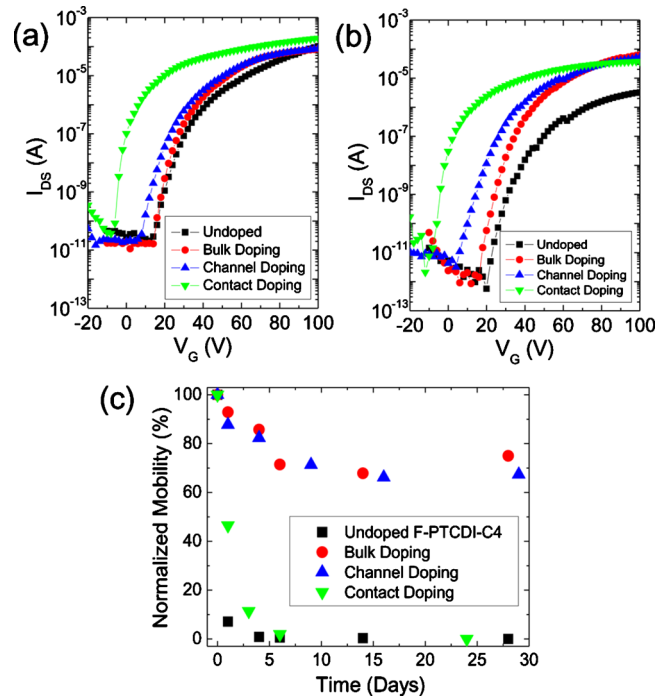 (a)
I_DS (A)
10^-3
10^-5
10^-7
10^-9
10^-11
10^-13
Undoped
Bulk Doping
Channel Doping
Contact Doping
-20 0 20 40 60 80 100
V_G (V)
(b)
I_DS (A)
10^-3
10^-5
10^-7
10^-9
10^-11
10^-13
Undoped
Bulk Doping
Channel Doping
Contact Doping
-20 0 20 40 60 80 100
V_G (V)
(c)
Normalized Mobility (%)
100
80
60
40
20
0
Undoped F-PTCDI-C4
Bulk Doping
Channel Doping
Contact Doping
0 5 10 15 20 25 30
Time (Days)